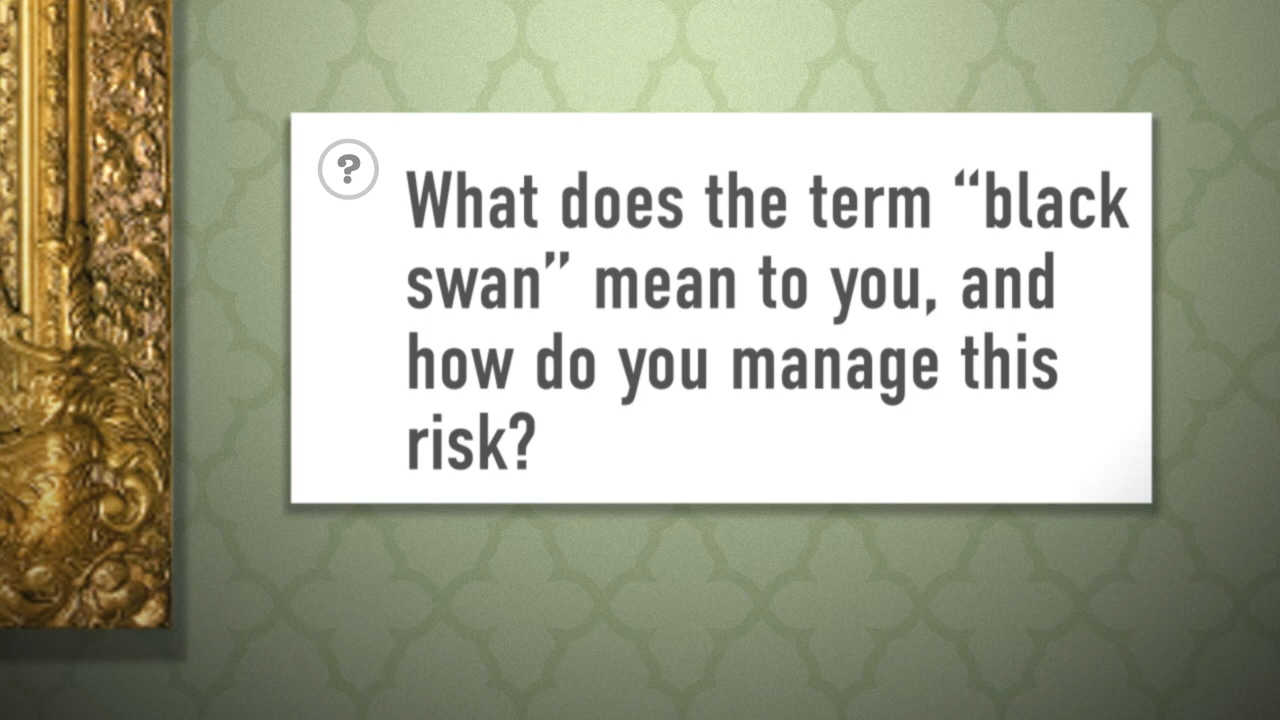 ?
What does the term “black
swan” mean to you, and
how do you manage this
risk?